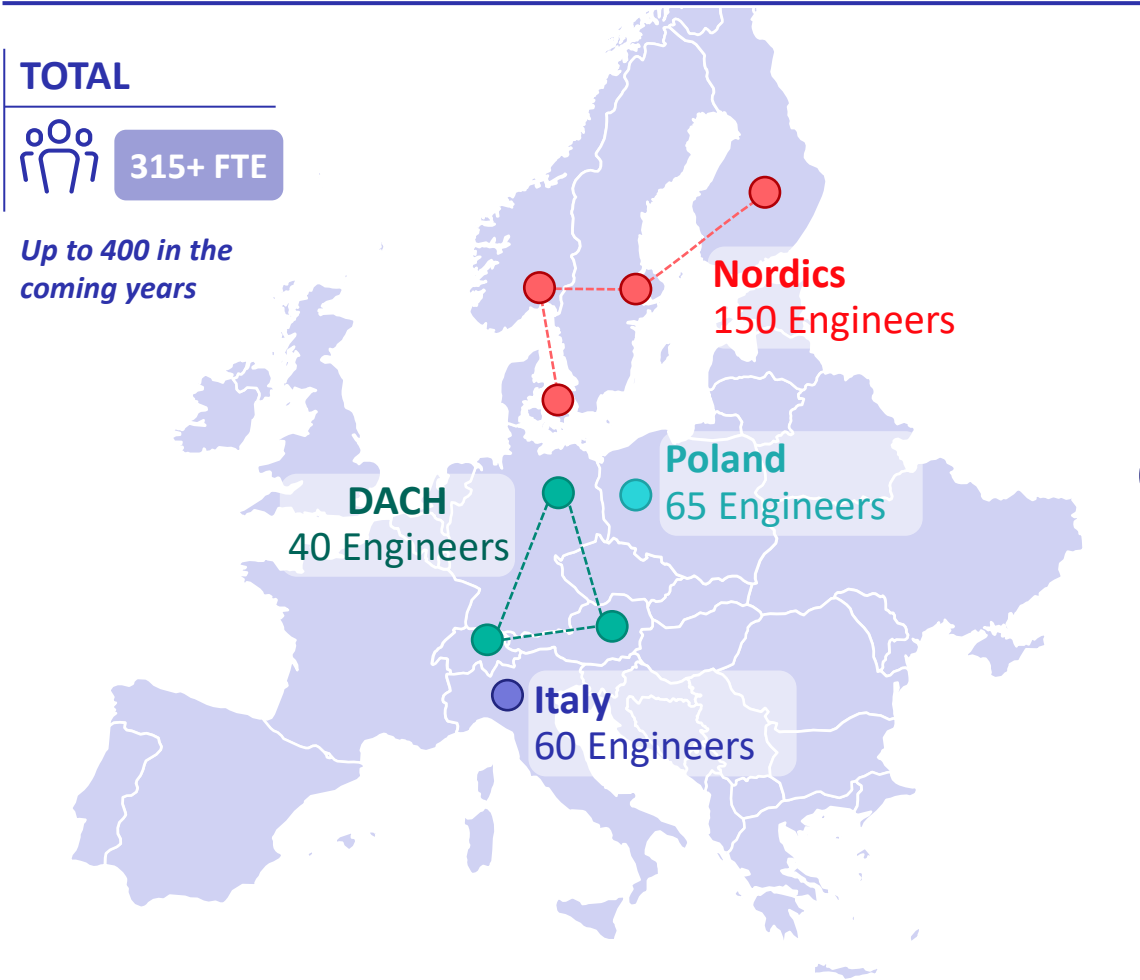 TOTAL
315+ FTE
Up to 400 in the
coming years
Nordics
150 Engineers
Poland
65 Engineers
DACH
40 Engineers
Italy
60 Engineers